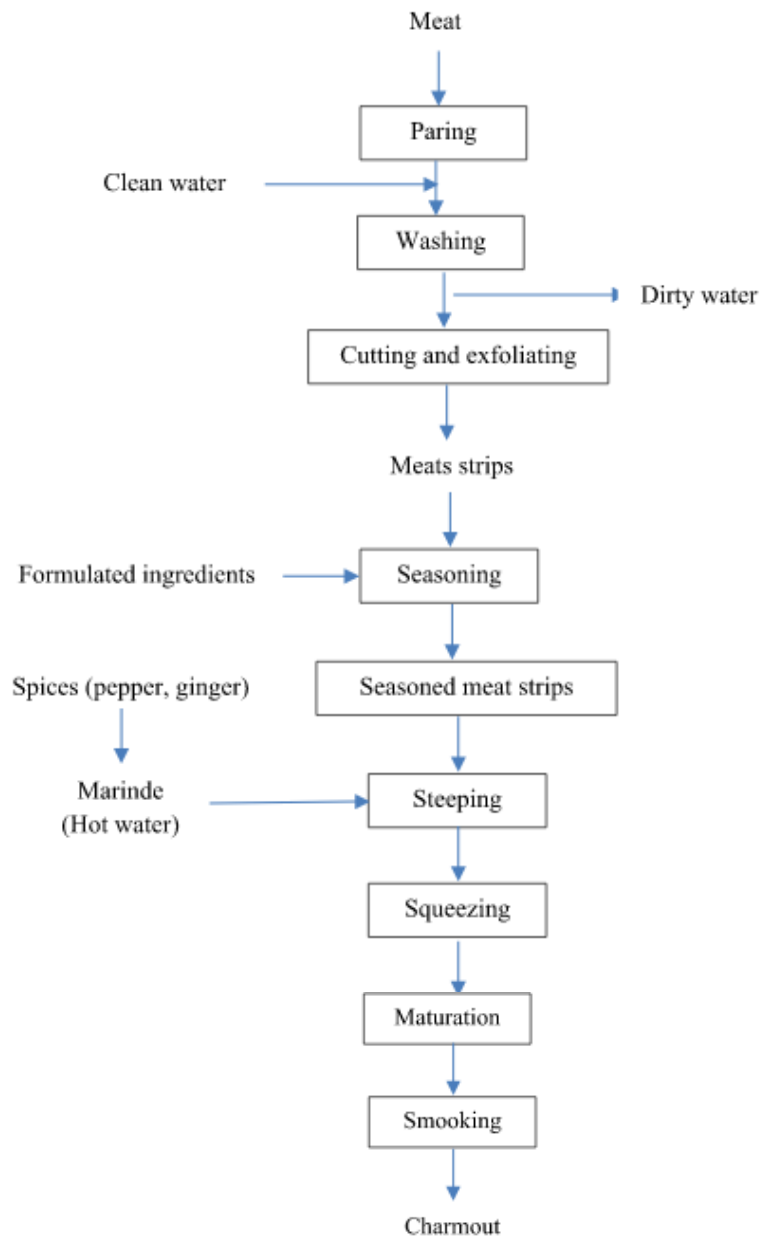 Meat
Paring
Clean water
Washing
Dirty water
Cutting and exfoliating
Meats strips
Formulated ingredients
Seasoning
Spices (pepper, ginger)
Seasoned meat strips
Marinde
(Hot water)
Steeping
Squeezing
Maturation
Smooking
Charmout